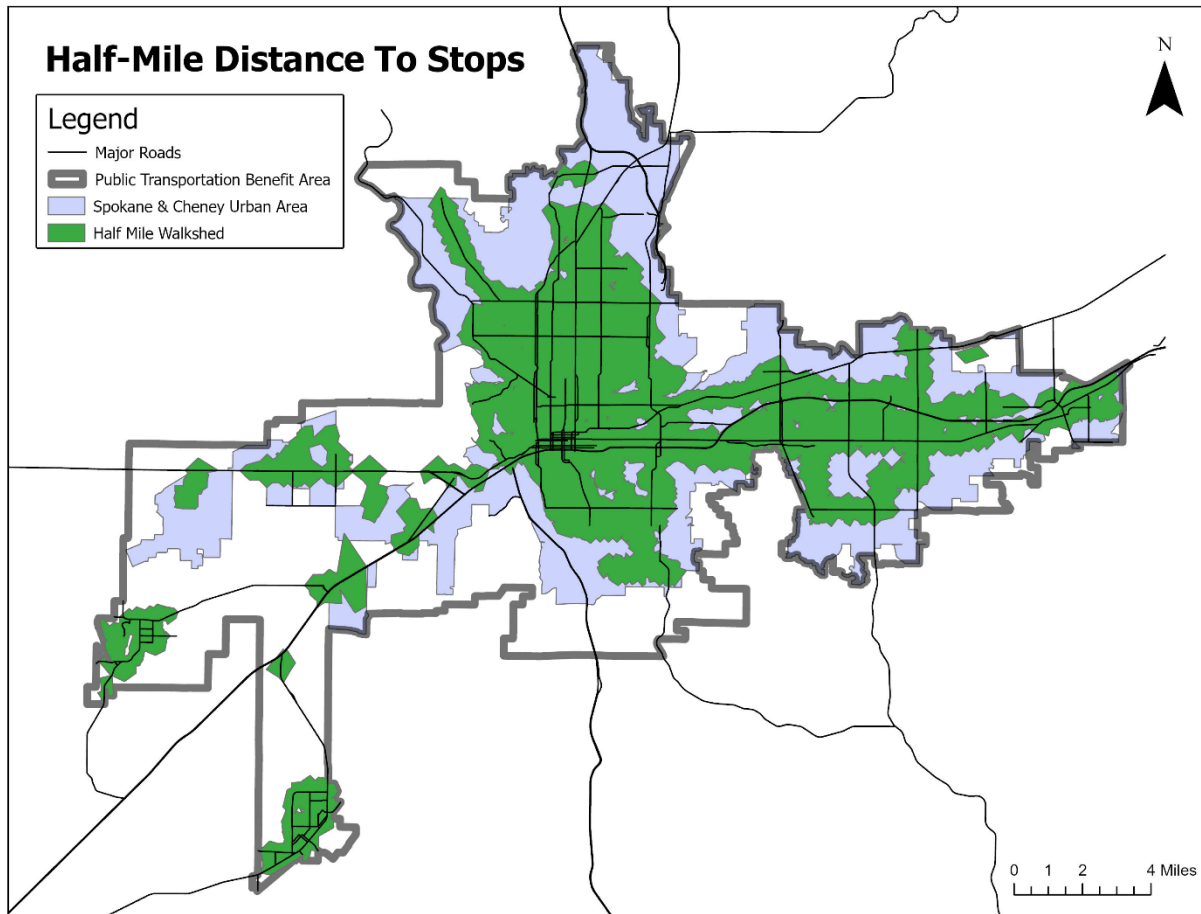 Half-Mile Distance To Stops
Legend
Major Roads
Public Transportation Benefit Area
Spokane & Cheney Urban Area
Half Mile Walkshed
N
0 1 2 4 Miles